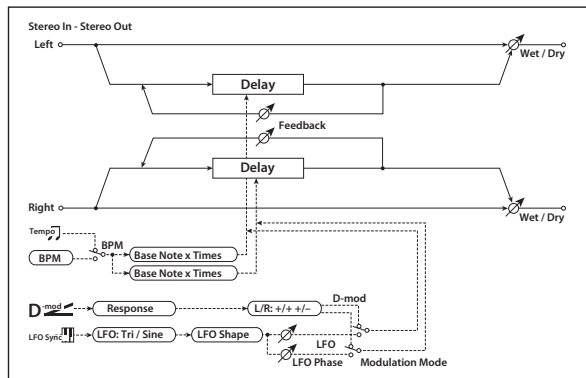 Stereo In - Stereo Out
Left
Wet / Dry
Delay
Feedback
Delay
Right
Wet / Dry
Tempo
BPM
BPM
Base Note x Times
Base Note x Times
D-mod
D-mod
Response
L/R: +/+ +/–
LFO Sync
LFO: Tri / Sine
LFO Shape
LFO
LFO Phase
Modulation Mode